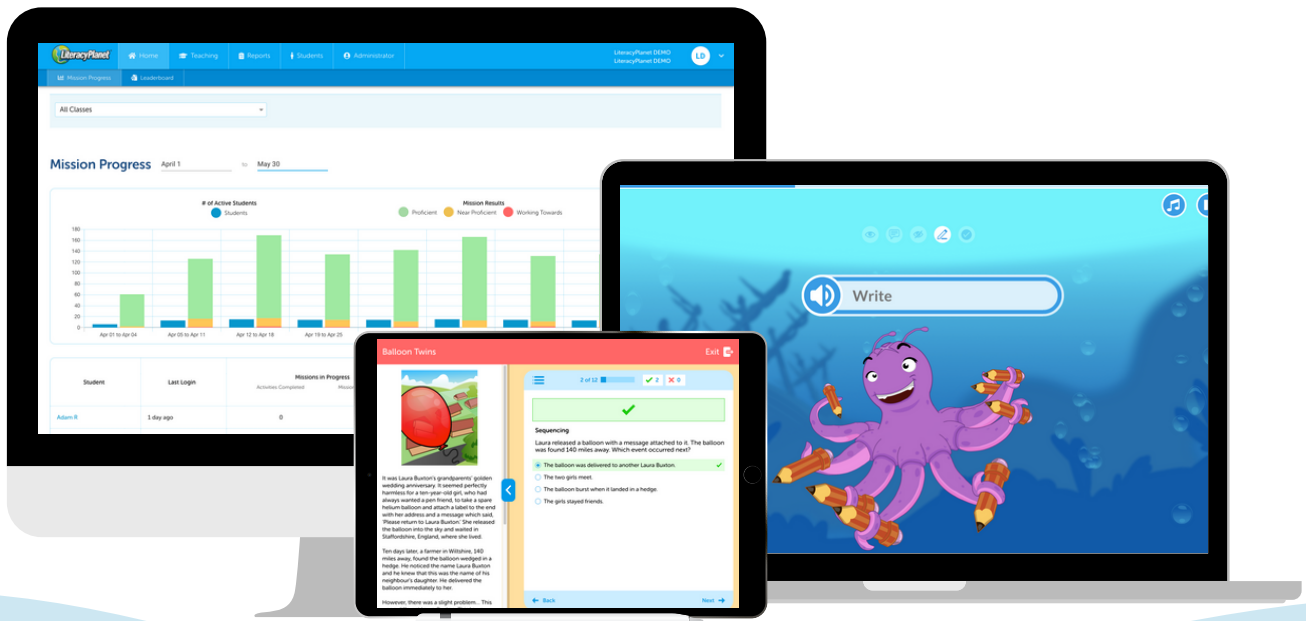 LiteracyPlanet
Home
Teaching
Reports
Students
Administrator
LiteracyPlanet DEMO
LiteracyPlanet DEMO
LD
Mission Progress
Leaderboard
All Classes
Mission Progress
April 1
to
May 30
# of Active Students
Students
Mission Results
Proficient
Near Proficient
Working Towards
180
160
140
120
100
80
60
40
20
0
Apr 01 to Apr 04
Apr 05 to Apr 11
Apr 12 to Apr 18
Apr 19 to Apr 25
Student
Last Login
Missions in Progress
Activities Completed
Adam R
1 day ago
0
Write
Balloon Twins
Exit
It was Laura Buxton's grandparents' golden
wedding anniversary. It seemed perfectly
harmless for a ten-year-old girl, who had
always wanted a pen friend, to take a spare
helium balloon and attach a label to the end
with her address and a message which said,
'Please return to Laura Buxton.' She released
the balloon into the sky and waited in
Staffordshire, England, where she lived.
Ten days later, a farmer in Wiltshire, 140
miles away, found the balloon wedged in a
hedge. He noticed the name Laura Buxton
and he knew that this was the name of his
neighbour's daughter. He delivered the
balloon immediately to her.
However, there was a slight problem... This
2 of 12
2
0
Sequencing
Laura released a balloon with a message attached to it. The balloon
was found 140 miles away. Which event occurred next?
The balloon was delivered to another Laura Buxton.
The two girls meet.
The balloon burst when it landed in a hedge.
The girls stayed friends.
Back
Next